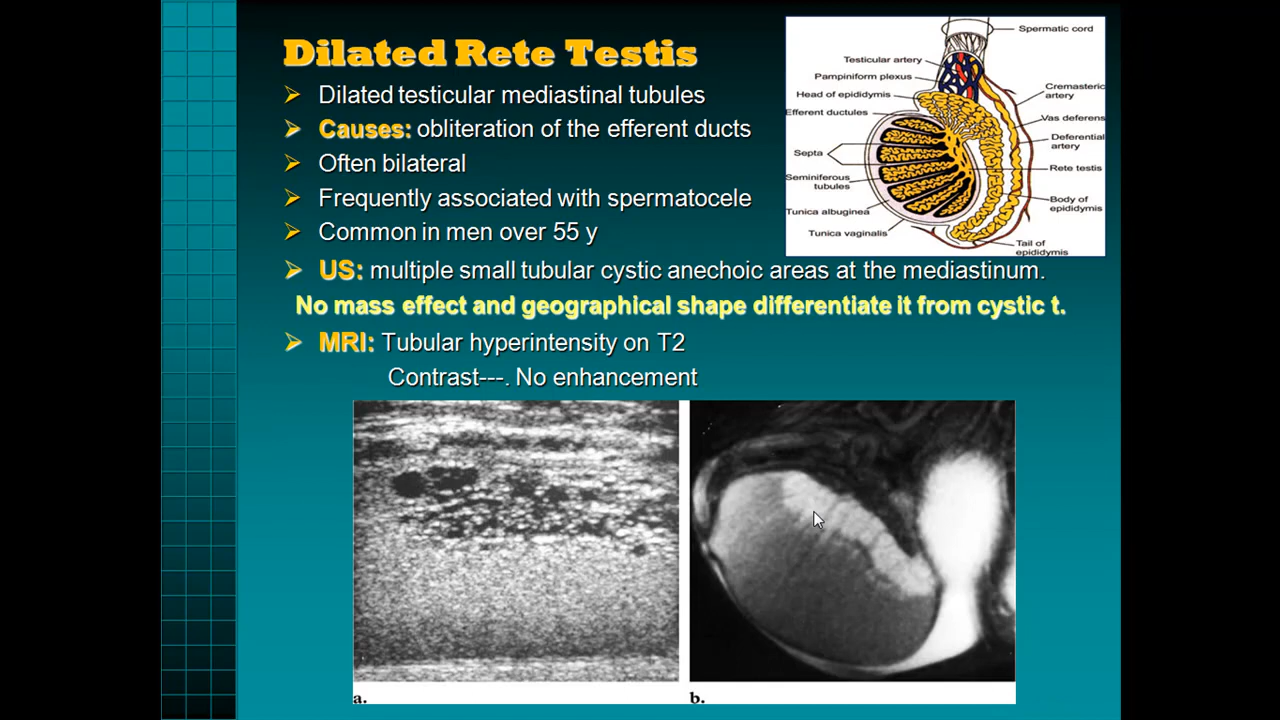 Dilated Rete Testis
Dilated testicular mediastinal tubules
Causes: obliteration of the efferent ducts
Often bilateral
Frequently associated with spermatocele
Common in men over 55 y
US: multiple small tubular cystic anechoic areas at the mediastinum.
No mass effect and geographical shape differentiate it from cystic t.
MRI: Tubular hyperintensity on T2
Contrast---. No enhancement
Spermatic cord
Testicular artery
Pampiniform plexus
Head of epididymis
Efferent ductules
Septa
Seminiferous
tubules
Tunica albuginea
Tunica vaginalis
Cremasteric
artery
Vas deferens
Deferential
artery
Rete testis
Body of
epididymis
Tail of
epididymis
a.
b.